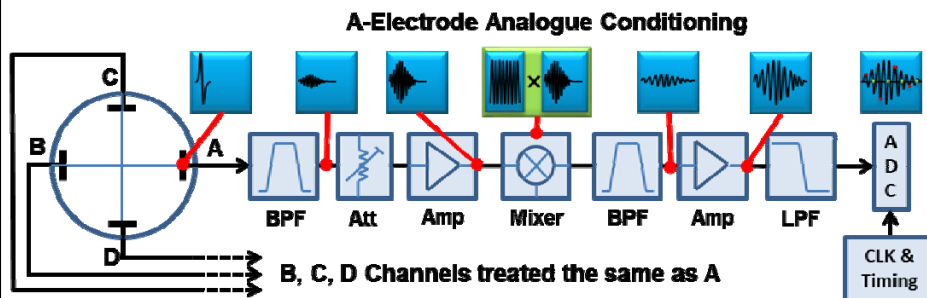 A-Electrode Analogue Conditioning
C
B
A
D
×
BPF
Att
Amp
Mixer
BPF
Amp
LPF
A
D
C
CLK &
Timing
B, C, D Channels treated the same as A